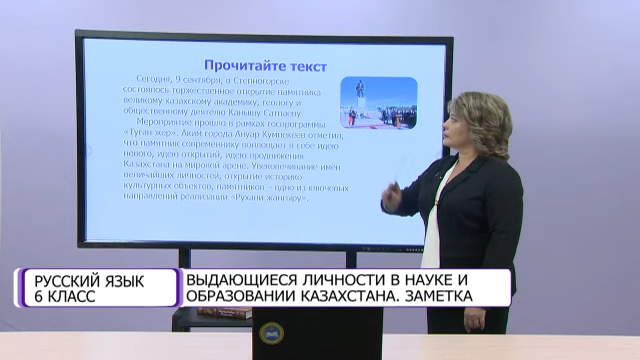 Прочитайте текст
Сегодня, 9 сентября, в Степногорске
состоялось торжественное открытие памятника
великому казахскому академику, геологу и
общественному деятелю Канышу Сатпаеву.
Мероприятие прошло в рамках госпрограммы
«Туған жер». Аким города Ануар Кумпекеев отметил,
что памятник современнику воплощает в себе идею
нового, идею открытий, идею продвижения
Казахстана на мировой арене. Увековечивание имён
величайших личностей, открытие историко-
культурных объектов, памятников – одно из ключевых
направлений реализации «Рухани жаңғыру».
РУССКИЙ ЯЗЫК
6 КЛАСС
ВЫДАЮЩИЕСЯ ЛИЧНОСТИ В НАУКЕ И
ОБРАЗОВАНИИ КАЗАХСТАНА. ЗАМЕТКА